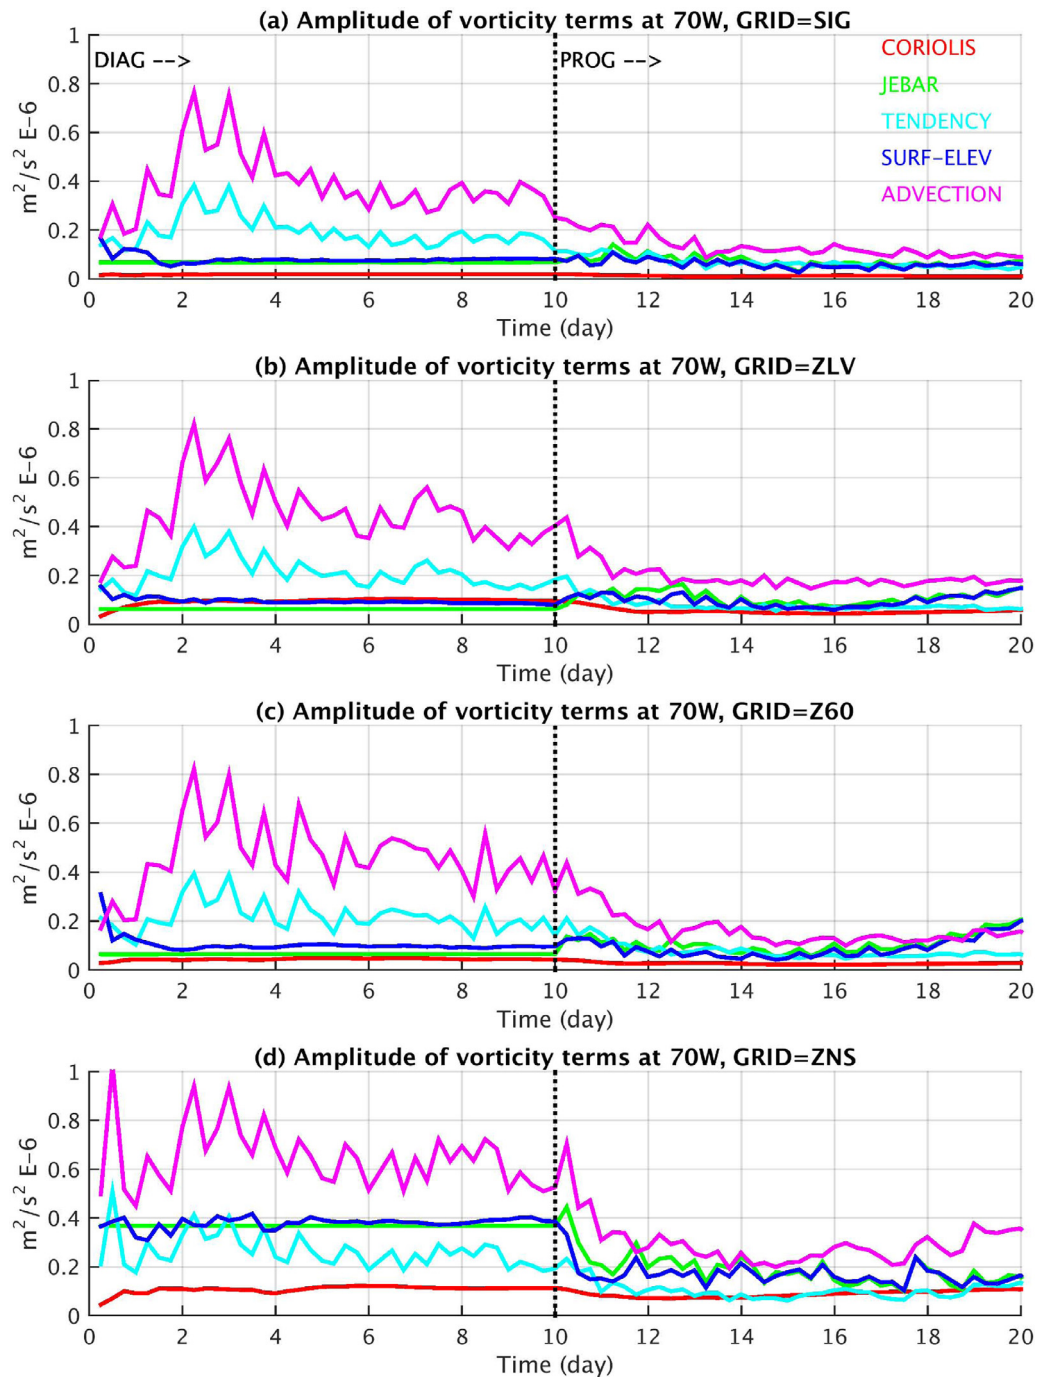 (a) Amplitude of vorticity terms at 70W, GRID=SIG
1
0.8
0.6
0.4
0.2
0
m²/s² E-6
DIAG -->
PROG -->
CORIOLIS
JEBAR
TENDENCY
SURF-ELEV
ADVECTION
0 2 4 6 8 10 12 14 16 18 20
Time (day)
(b) Amplitude of vorticity terms at 70W, GRID=ZLV
1
0.8
0.6
0.4
0.2
0
m²/s² E-6
0 2 4 6 8 10 12 14 16 18 20
Time (day)
(c) Amplitude of vorticity terms at 70W, GRID=Z60
1
0.8
0.6
0.4
0.2
0
m²/s² E-6
0 2 4 6 8 10 12 14 16 18 20
Time (day)
(d) Amplitude of vorticity terms at 70W, GRID=ZNS
1
0.8
0.6
0.4
0.2
0
m²/s² E-6
0 2 4 6 8 10 12 14 16 18 20
Time (day)